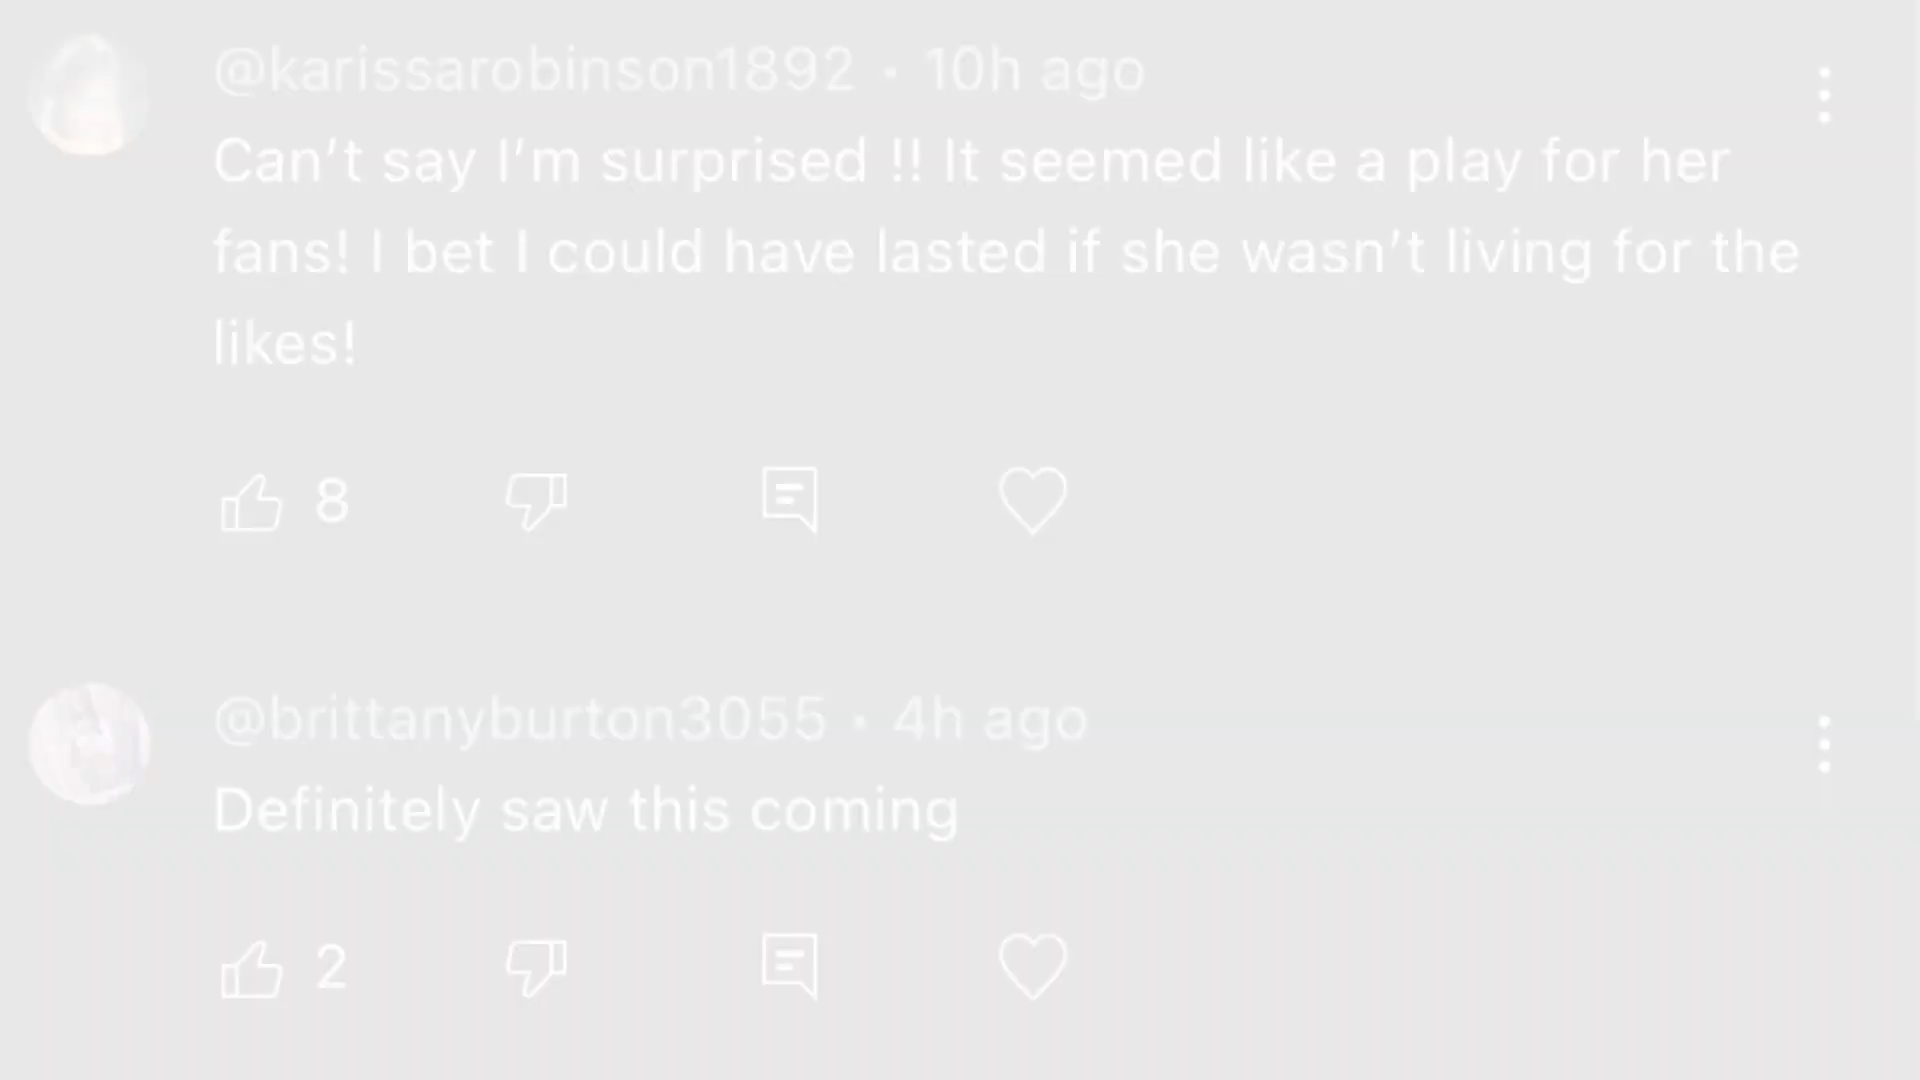 @karissarobinson1892 • 10h ago
Can't say I'm surprised !! It seemed like a play for her
fans! I bet I could have lasted if she wasn't living for the
likes!
8
@brittanyburton3055 • 4h ago
Definitely saw this coming
2